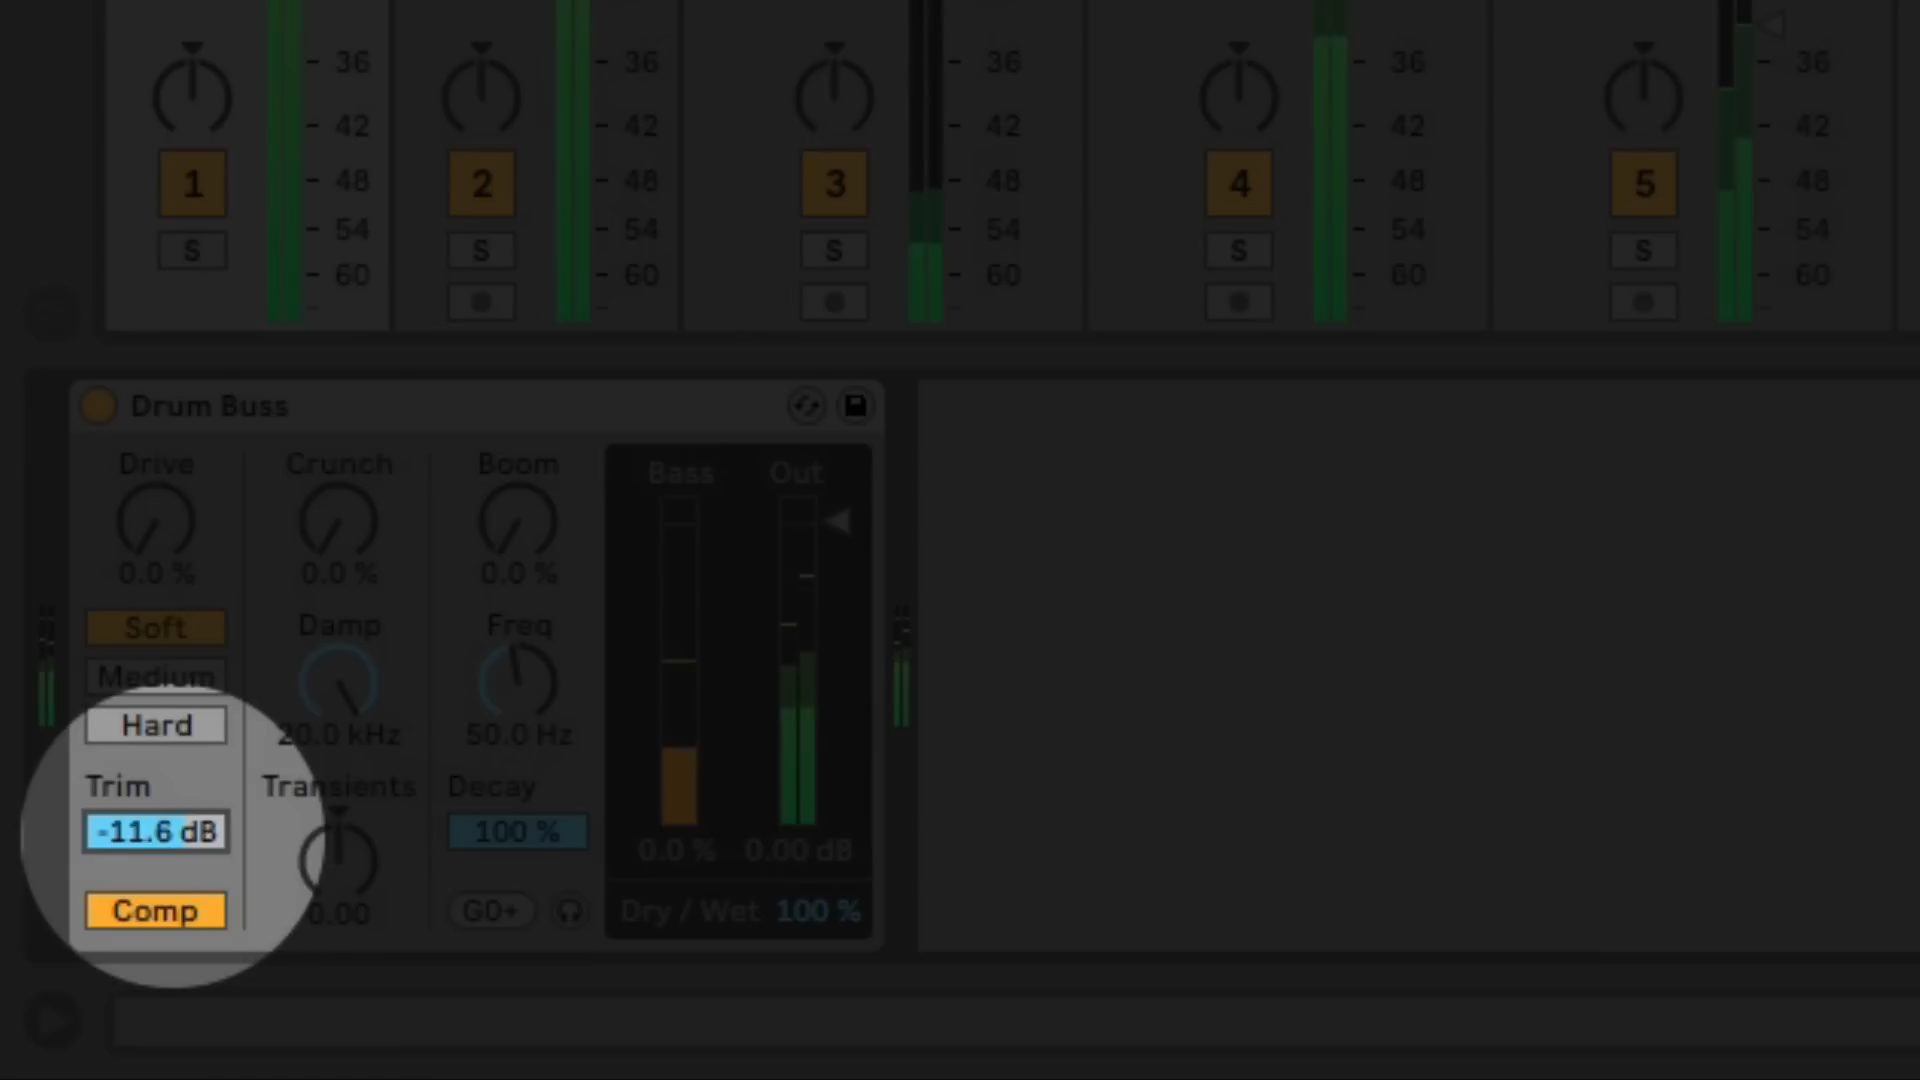 36 36 36 36 36
42 42 42 42 42
1 2 3 4 5
48 48 48 48 48
54 54 54 54 54
S S S S S
60 60 60 60 60
Drum Buss
Drive Crunch Boom Bass Out
0.0 % 0.0 % 0.0 %
Soft Damp Freq
Medium
Hard 20.0 kHz 50.0 Hz
Trim Transients Decay
-11.6 dB 100 % 0.0 % 0.00 dB
Comp 0.00 G0+ Dry / Wet 100 %